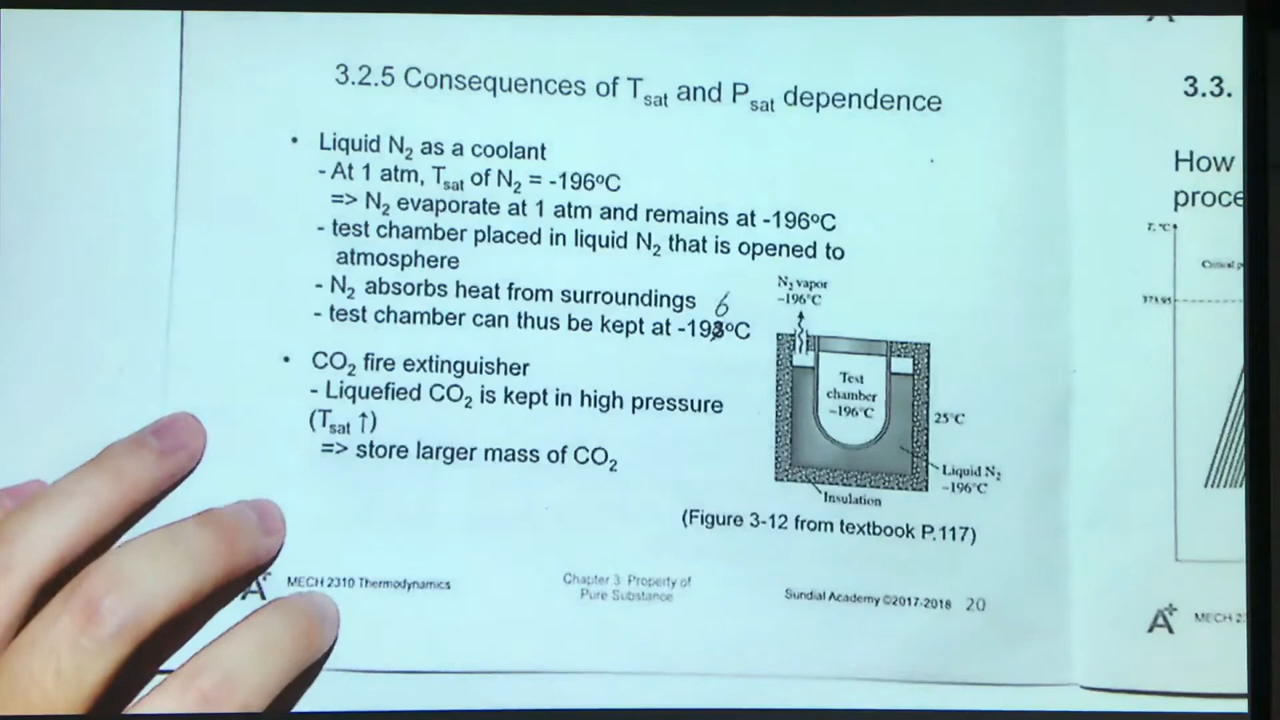 3.2.5 Consequences of Tsat and Psat dependence
• Liquid N2 as a coolant
- At 1 atm, Tsat of N2 = -196ºC
=> N2 evaporate at 1 atm and remains at -196ºC
- test chamber placed in liquid N2 that is opened to
atmosphere
- N2 absorbs heat from surroundings
6
- test chamber can thus be kept at -193ºC
• CO2 fire extinguisher
- Liquefied CO2 is kept in high pressure
(Tsat ↑)
=> store larger mass of CO2
N2 vapor
-196°C
Test
chamber
-196°C
25°C
Liquid N2
-196°C
Insulation
(Figure 3-12 from textbook P.117)
A+ MECH 2310 Thermodynamics
Chapter 3 Property of
Pure Substance
Sundial Academy ©2017-2018 20
3.3.
How
proce
T, °C
373.95
A+ MECH 2